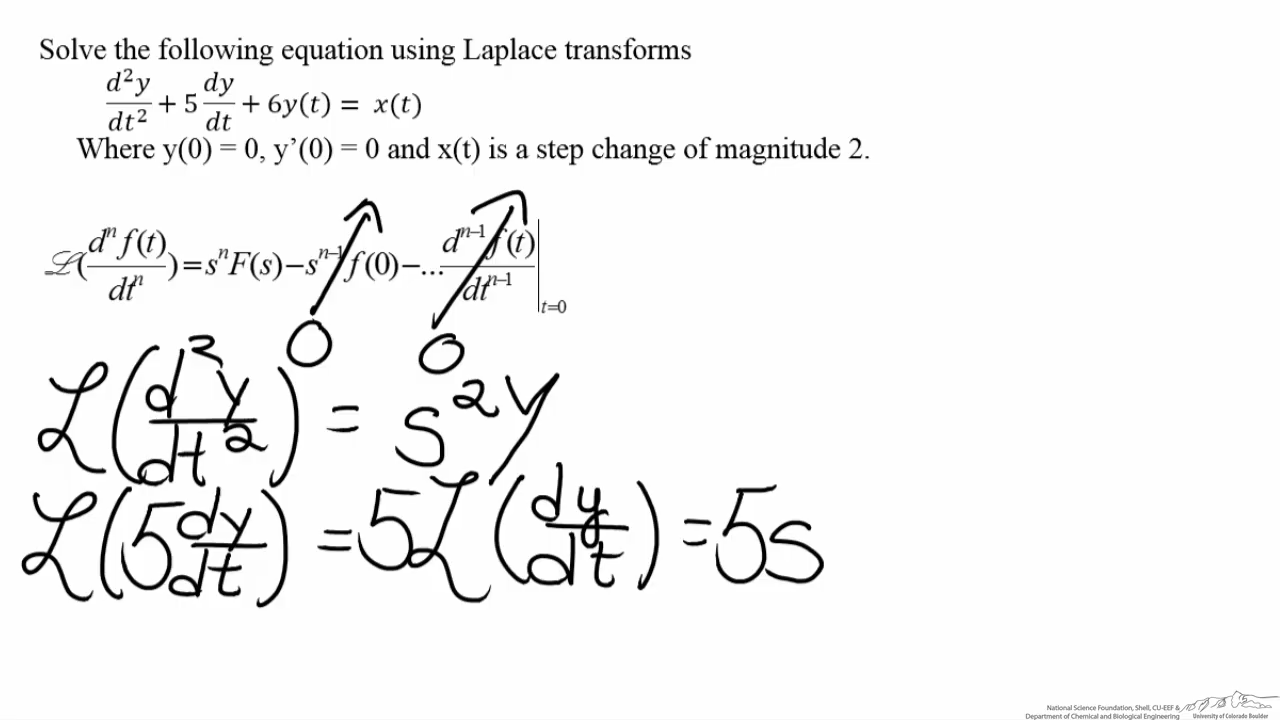 Solve the following equation using Laplace transforms
d²y/dt² + 5 dy/dt + 6y(t) = x(t)
Where y(0) = 0, y’(0) = 0 and x(t) is a step change of magnitude 2.
ℒ(dⁿf(t)/dtⁿ) = sⁿF(s) − sⁿ⁻¹f(0) − ... dⁿ⁻¹f(t)/dtⁿ⁻¹ |t=0
0 0
ℒ(d²y/dt²) = s²y
ℒ(5 dy/dt) = 5ℒ(dy/dt) = 5s
National Science Foundation, Shell, CU-EEF &
Department of Chemical and Biological Engineering
University of Colorado Boulder